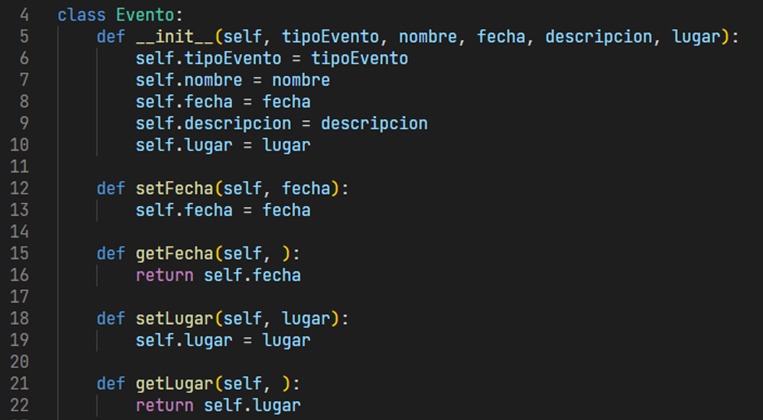 4 class Evento:
5     def __init__(self, tipoEvento, nombre, fecha, descripcion, lugar):
6         self.tipoEvento = tipoEvento
7         self.nombre = nombre
8         self.fecha = fecha
9         self.descripcion = descripcion
10         self.lugar = lugar
11
12     def setFecha(self, fecha):
13         self.fecha = fecha
14
15     def getFecha(self, ):
16         return self.fecha
17
18     def setLugar(self, lugar):
19         self.lugar = lugar
20
21     def getLugar(self, ):
22         return self.lugar